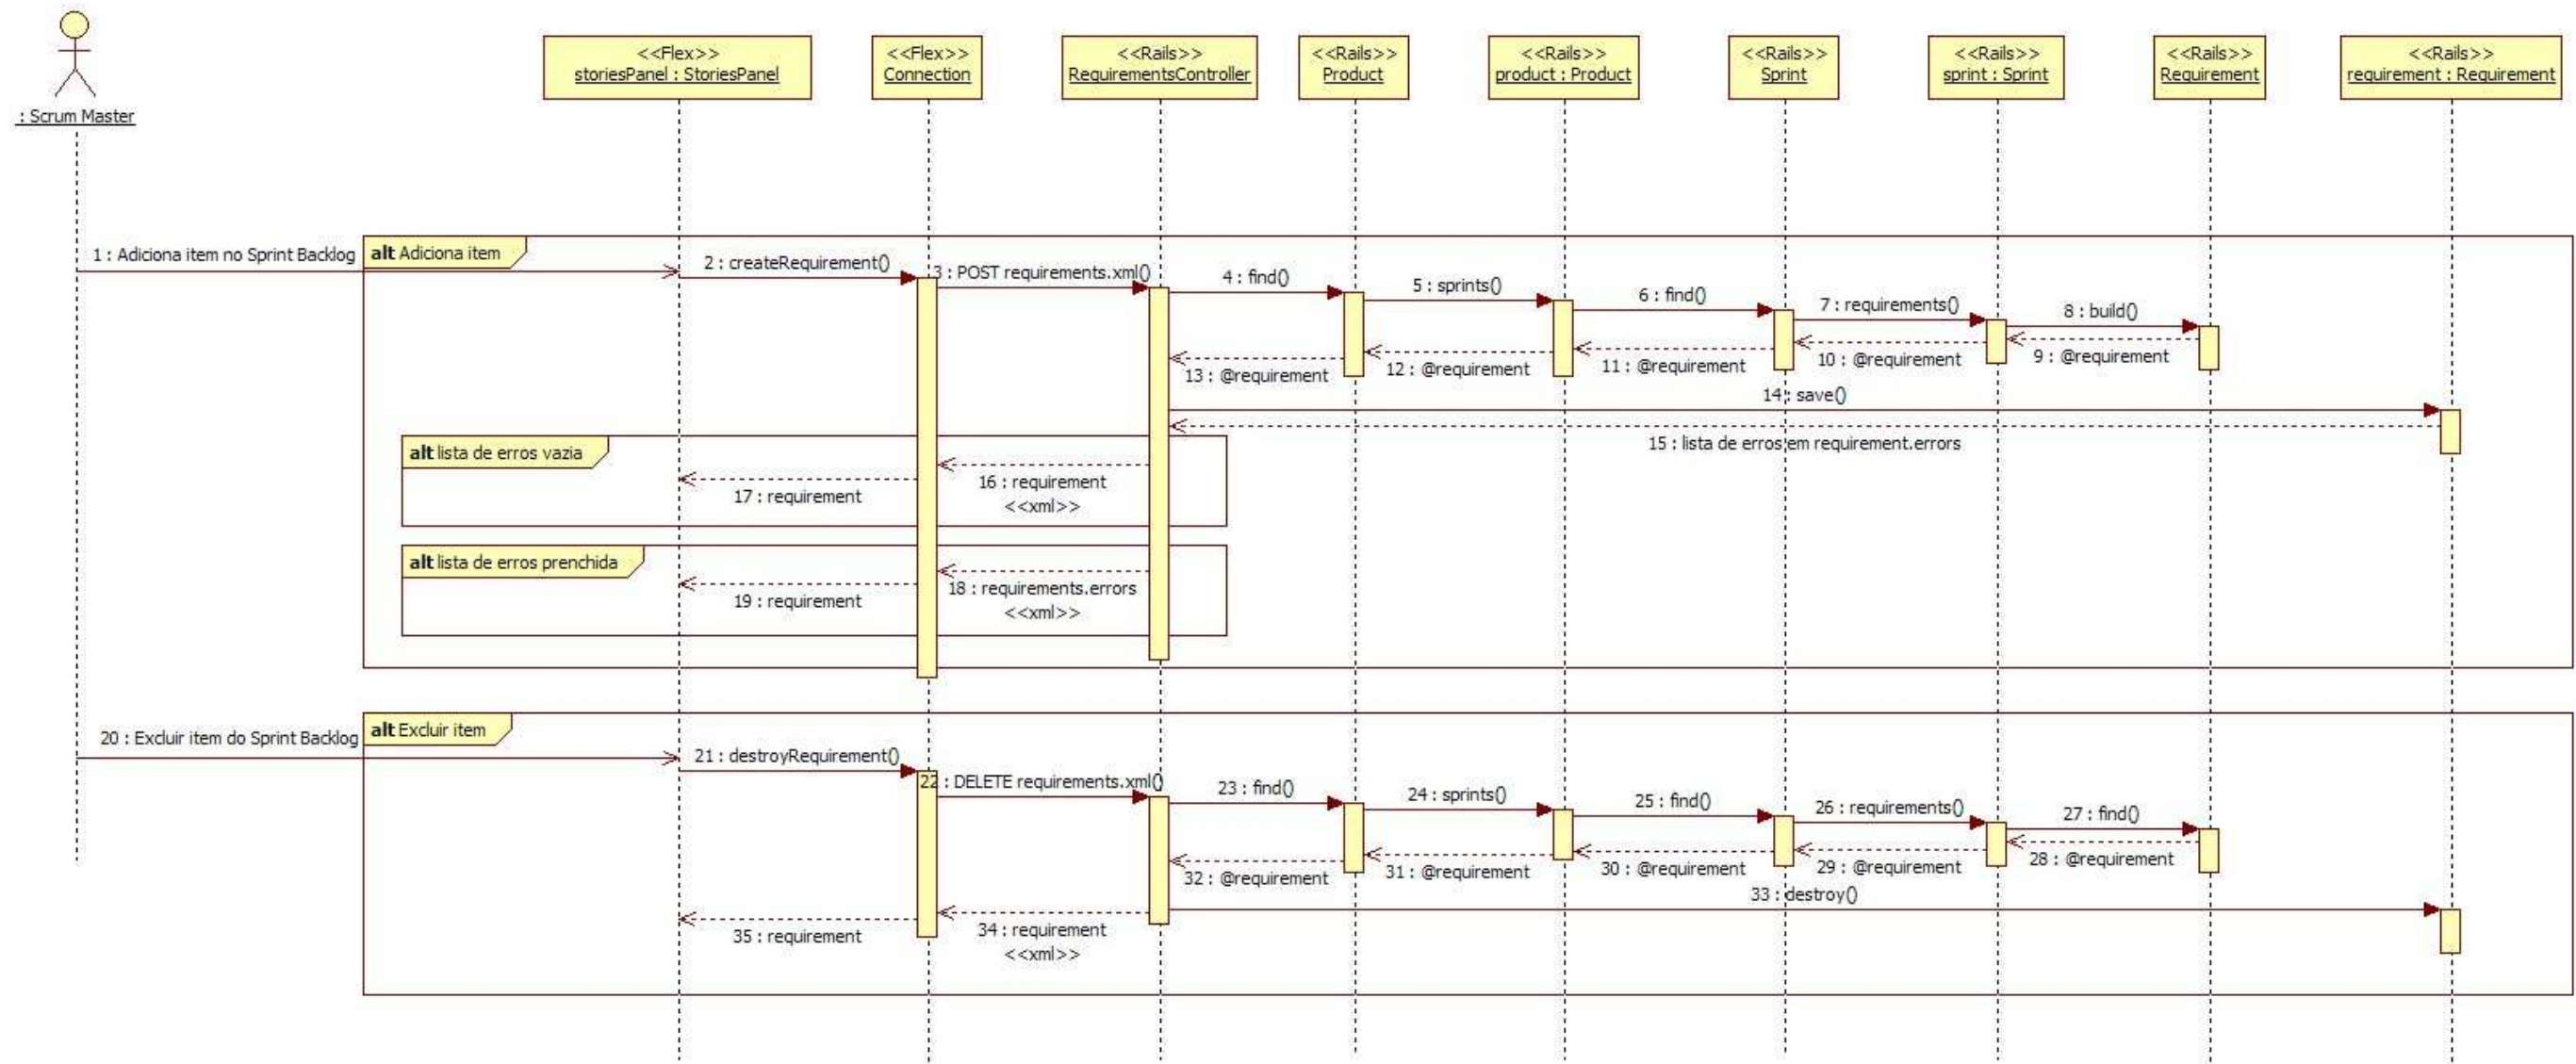 <<Flex>>
storiesPanel : StoriesPanel
<<Flex>>
Connection
<<Rails>>
RequirementsController
<<Rails>>
Product
<<Rails>>
product : Product
<<Rails>>
Sprint
<<Rails>>
sprint : Sprint
<<Rails>>
Requirement
<<Rails>>
requirement : Requirement
: Scrum Master
alt Adiciona item
1 : Adiciona item no Sprint Backlog
2 : createRequirement()
3 : POST requirements.xml()
4 : find()
5 : sprints()
6 : find()
7 : requirements()
8 : build()
9 : @requirement
10 : @requirement
11 : @requirement
12 : @requirement
13 : @requirement
14 : save()
15 : lista de erros em requirement.errors
alt lista de erros vazia
16 : requirement
<<xml>>
17 : requirement
alt lista de erros prenchida
18 : requirements.errors
<<xml>>
19 : requirement
alt Excluir item
20 : Excluir item do Sprint Backlog
21 : destroyRequirement()
22 : DELETE requirements.xml()
23 : find()
24 : sprints()
25 : find()
26 : requirements()
27 : find()
28 : @requirement
29 : @requirement
30 : @requirement
31 : @requirement
32 : @requirement
33 : destroy()
34 : requirement
<<xml>>
35 : requirement